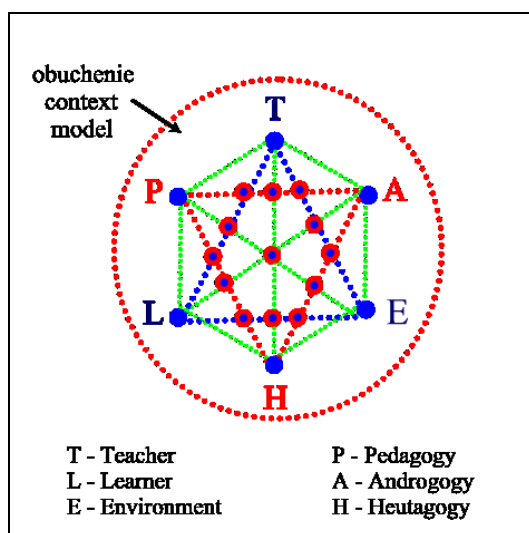 obuchenie
context
model
T
P
A
L
E
H
T - Teacher
L - Learner
E - Environment
P - Pedagogy
A - Androgogy
H - Heutagogy